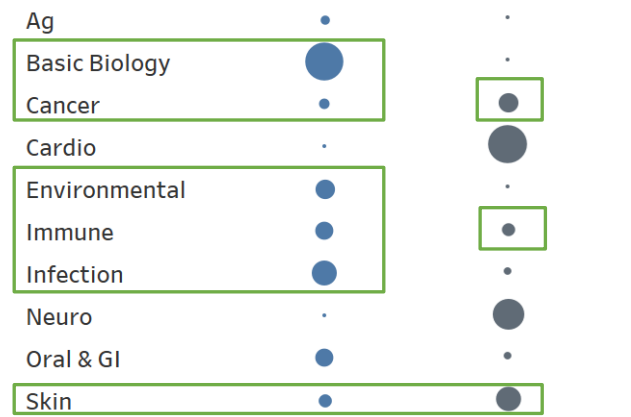 Ag
Basic Biology
Cancer
Cardio
Environmental
Immune
Infection
Neuro
Oral & GI
Skin